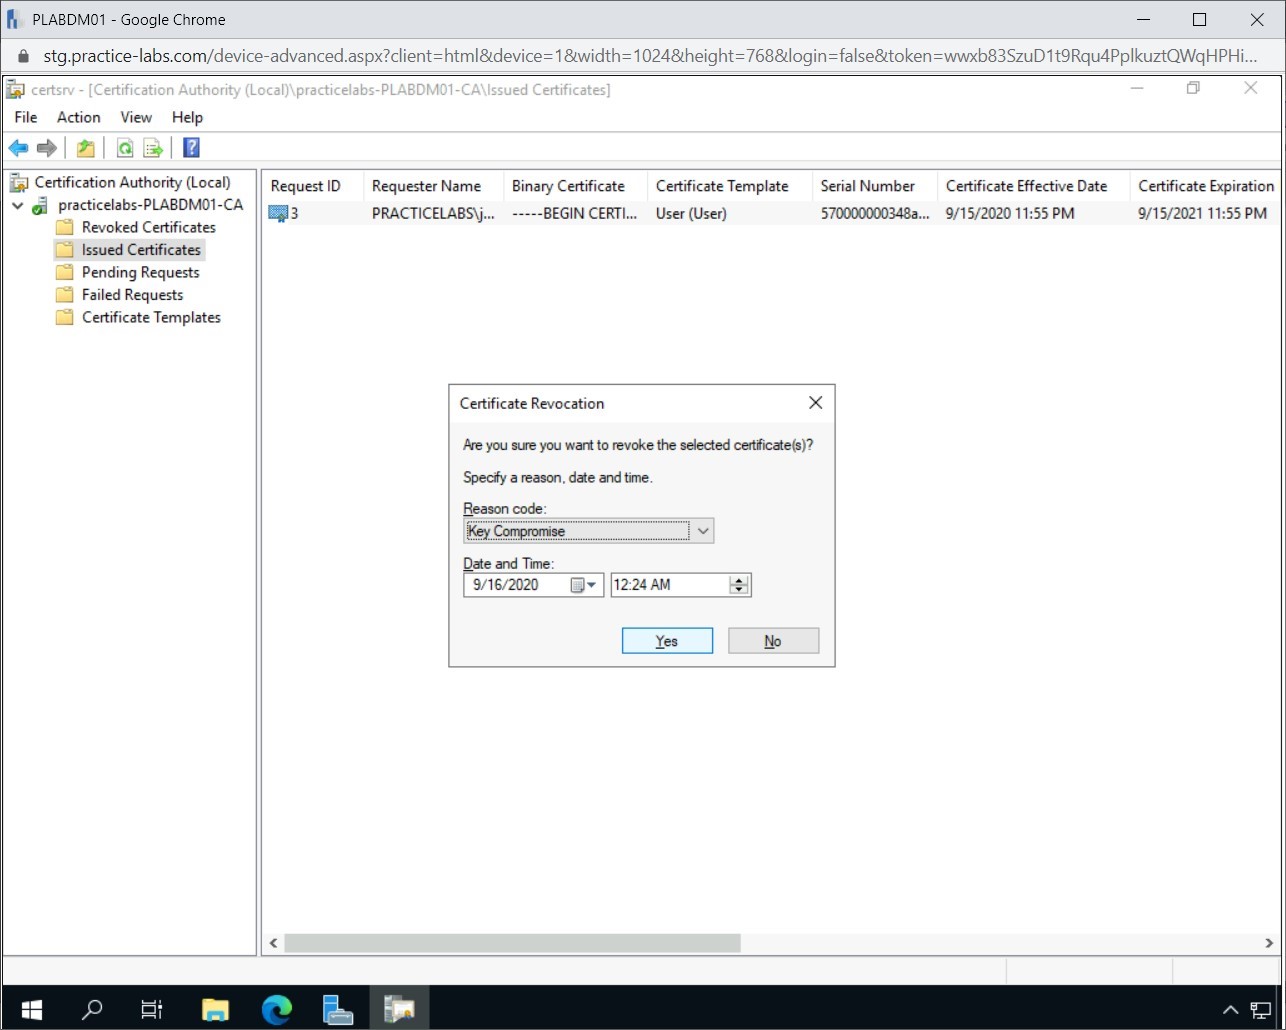 PLABDM01 - Google Chrome
stg.practice-labs.com/device-advanced.aspx?client=html&device=1&width=1024&height=768&login=false&token=wwxb83SzuD1t9Rqu4PplkuztQWqHPHi...
certsrv - [Certification Authority (Local)\practicelabs-PLABDM01-CA\Issued Certificates]
File Action View Help
Certification Authority (Local)
practicelabs-PLABDM01-CA
Revoked Certificates
Issued Certificates
Pending Requests
Failed Requests
Certificate Templates
Request ID Requester Name Binary Certificate Certificate Template Serial Number Certificate Effective Date Certificate Expiration
3 PRACTICELABS\j... -----BEGIN CERTI... User (User) 570000000348a... 9/15/2020 11:55 PM 9/15/2021 11:55 PM
Certificate Revocation
Are you sure you want to revoke the selected certificate(s)?
Specify a reason, date and time.
Reason code:
Key Compromise
Date and Time:
9/16/2020 12:24 AM
Yes No